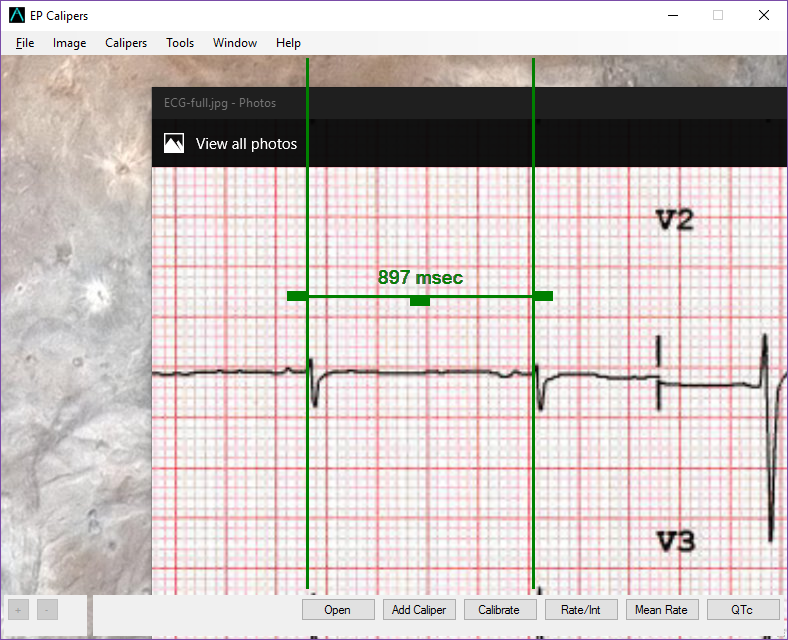 EP Calipers
File Image Calipers Tools Window Help
ECG-full.jpg - Photos
View all photos
V2
897 msec
V3
+ - Open Add Caliper Calibrate Rate/Int Mean Rate QTc